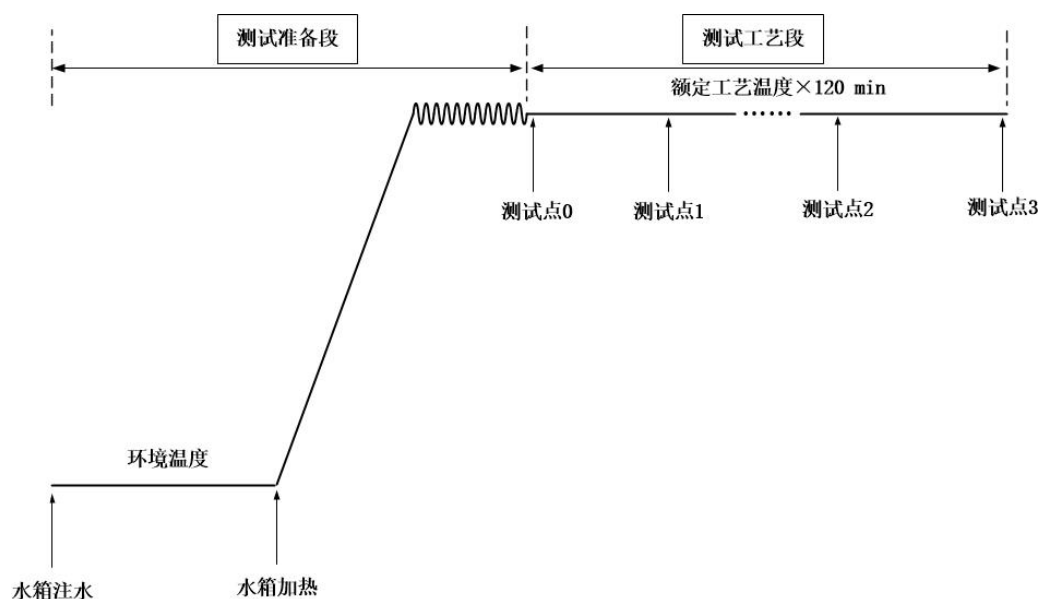 测试准备段
测试工艺段
额定工艺温度×120 min
测试点0
测试点1
测试点2
测试点3
环境温度
水箱注水
水箱加热